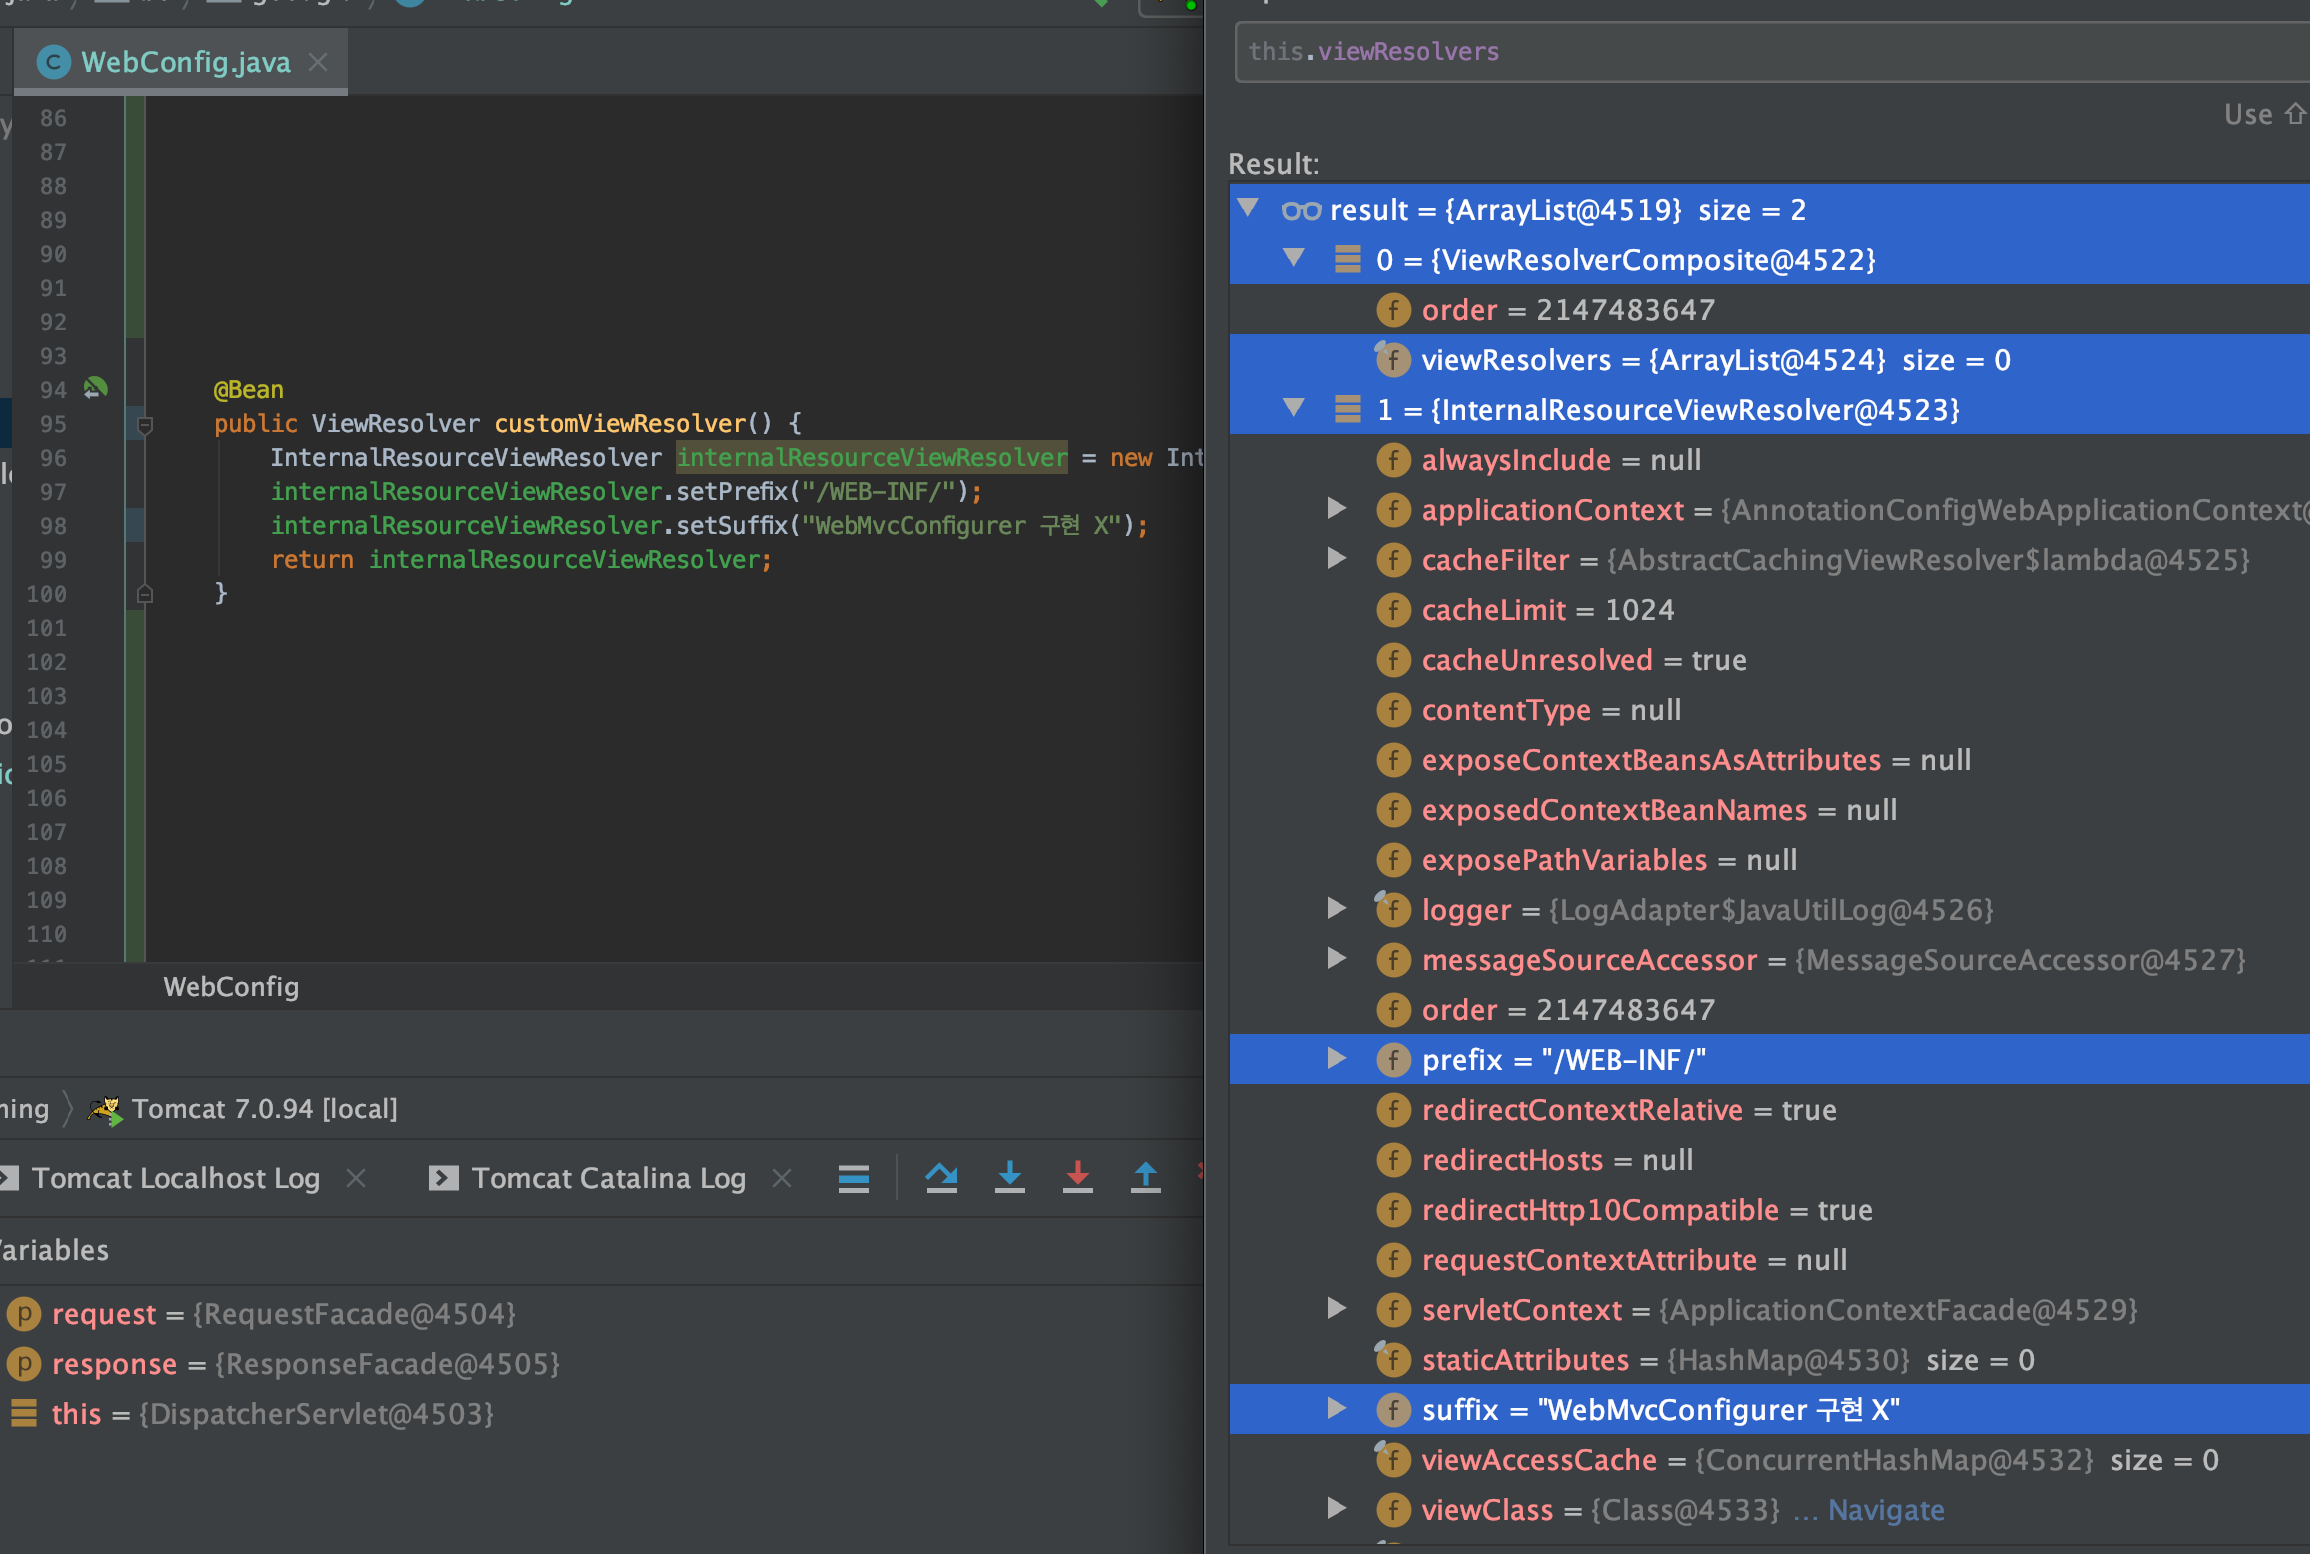 WebConfig.java
86
87
88
89
90
91
92
93
94 @Bean
95 public ViewResolver customViewResolver() {
96 InternalResourceViewResolver internalResourceViewResolver = new Int
97 internalResourceViewResolver.setPrefix("/WEB-INF/");
98 internalResourceViewResolver.setSuffix("WebMvcConfigurer 구현 X");
99 return internalResourceViewResolver;
100 }
101
102
103
104
105
106
107
108
109
110
WebConfig
ning Tomcat 7.0.94 [local]
Tomcat Localhost Log
Tomcat Catalina Log
Variables
request = {RequestFacade@4504}
response = {ResponseFacade@4505}
this = {DispatcherServlet@4503}
this.viewResolvers
Use
Result:
result = {ArrayList@4519} size = 2
0 = {ViewResolverComposite@4522}
order = 2147483647
viewResolvers = {ArrayList@4524} size = 0
1 = {InternalResourceViewResolver@4523}
alwaysInclude = null
applicationContext = {AnnotationConfigWebApplicationContext@
cacheFilter = {AbstractCachingViewResolver$lambda@4525}
cacheLimit = 1024
cacheUnresolved = true
contentType = null
exposeContextBeansAsAttributes = null
exposedContextBeanNames = null
exposePathVariables = null
logger = {LogAdapter$JavaUtilLog@4526}
messageSourceAccessor = {MessageSourceAccessor@4527}
order = 2147483647
prefix = "/WEB-INF/"
redirectContextRelative = true
redirectHosts = null
redirectHttp10Compatible = true
requestContextAttribute = null
servletContext = {ApplicationContextFacade@4529}
staticAttributes = {HashMap@4530} size = 0
suffix = "WebMvcConfigurer 구현 X"
viewAccessCache = {ConcurrentHashMap@4532} size = 0
viewClass = {Class@4533} ... Navigate